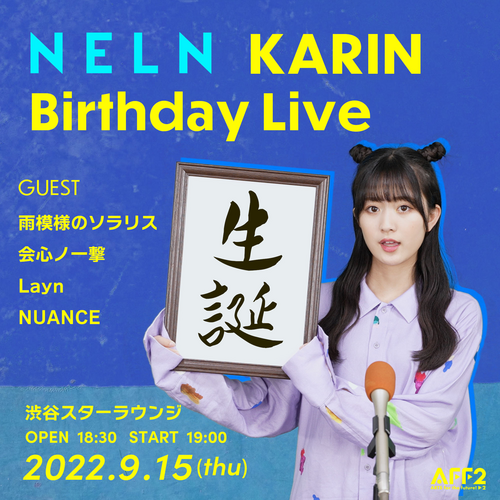 NELN KARIN
Birthday Live
GUEST
雨模様のソラリス
会心ノ一撃
Layn
NUANCE
生
誕
渋谷スターラウンジ
OPEN 18:30 START 19:00
2022.9.15(thu)
AFF2